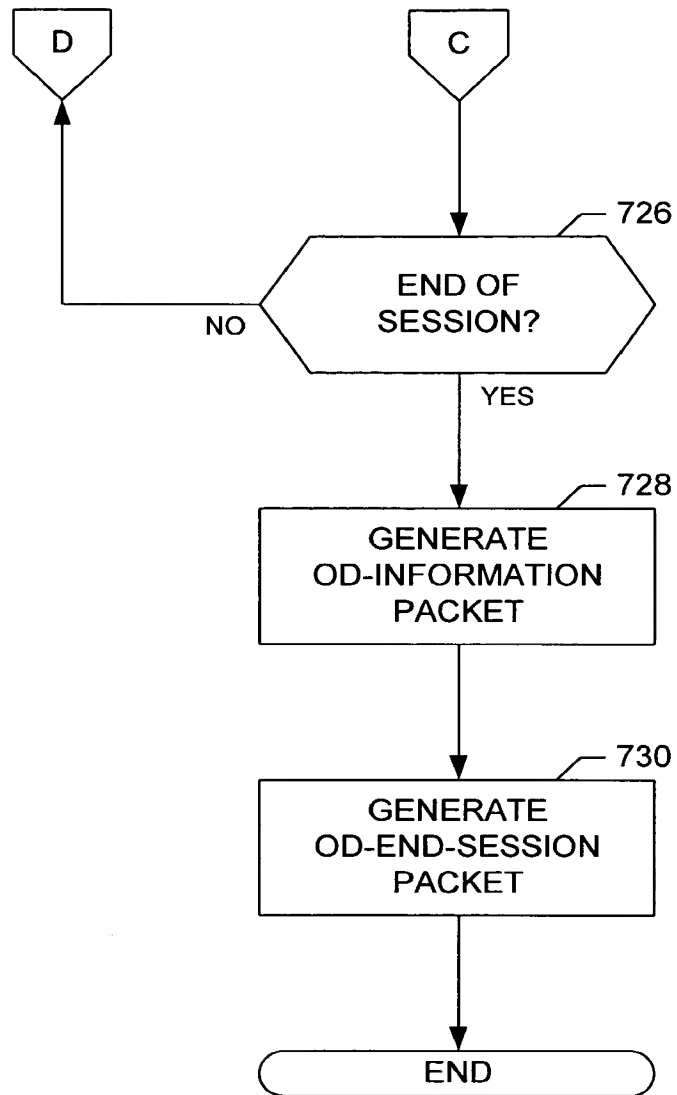 D
C
726
END OF
SESSION?
NO
YES
728
GENERATE
OD-INFORMATION
PACKET
730
GENERATE
OD-END-SESSION
PACKET
END